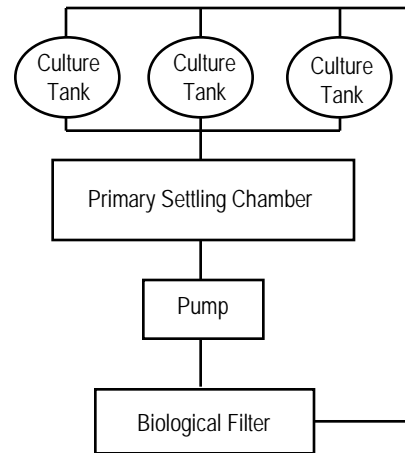 Culture
Tank
Culture
Tank
Culture
Tank
Primary Settling Chamber
Pump
Biological Filter